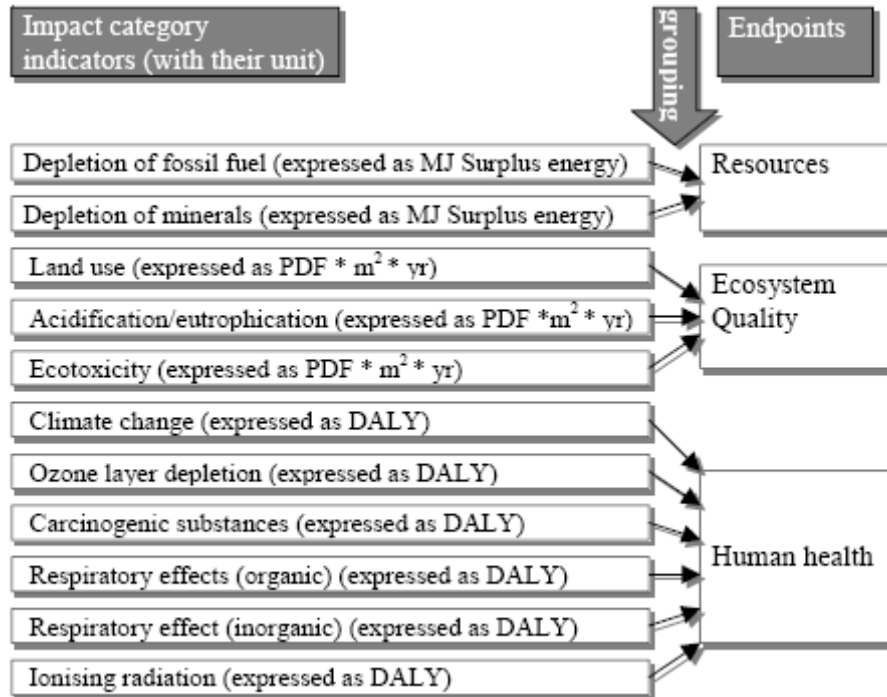 Impact category
indicators (with their unit)
grouping
Endpoints
Depletion of fossil fuel (expressed as MJ Surplus energy)
Depletion of minerals (expressed as MJ Surplus energy)
Resources
Land use (expressed as PDF * m² * yr)
Acidification/eutrophication (expressed as PDF *m² * yr)
Ecotoxicity (expressed as PDF * m² * yr)
Ecosystem
Quality
Climate change (expressed as DALY)
Ozone layer depletion (expressed as DALY)
Carcinogenic substances (expressed as DALY)
Respiratory effects (organic) (expressed as DALY)
Respiratory effect (inorganic) (expressed as DALY)
Ionising radiation (expressed as DALY)
Human health